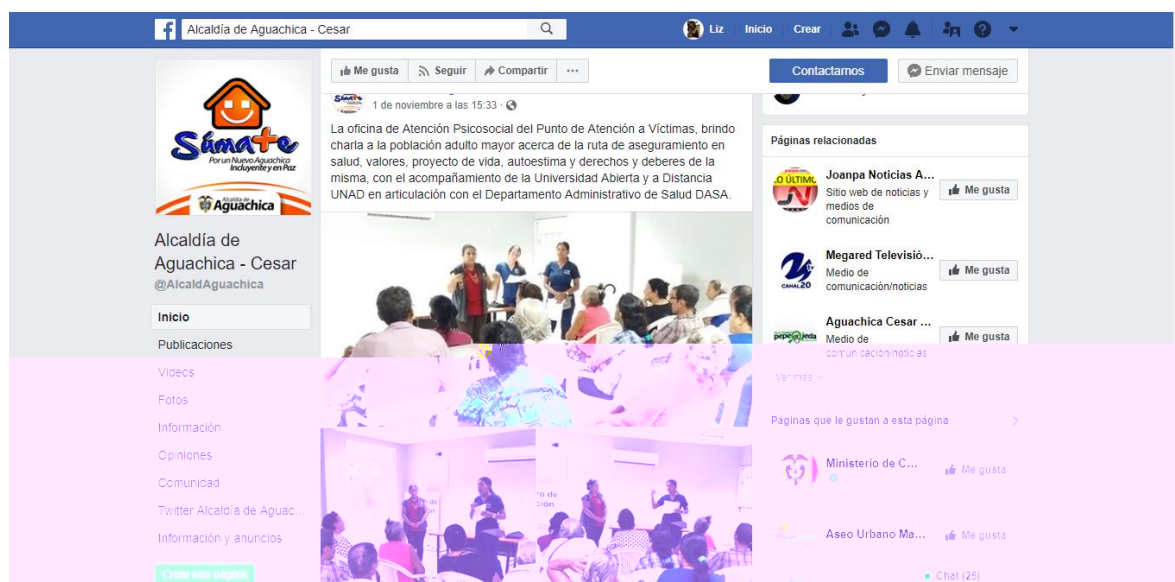 Alcaldía de Aguachica - Cesar
Liz
Inicio
Crear
Me gusta
Seguir
Compartir
Contactarnos
Enviar mensaje
Súmate
Por un Nuevo Aguachica
Incluyente y en Paz
Alcaldía de
Aguachica
Alcaldía de
Aguachica - Cesar
@AlcaldAguachica
Inicio
Publicaciones
Videos
Fotos
Información
Opiniones
Comunidad
Twitter Alcaldía de Aguac...
Información y anuncios
Crear una página
1 de noviembre a las 15:33 ·
La oficina de Atención Psicosocial del Punto de Atención a Víctimas, brindo
charla a la población adulto mayor acerca de la ruta de aseguramiento en
salud, valores, proyecto de vida, autoestima y derechos y deberes de la
misma, con el acompañamiento de la Universidad Abierta y a Distancia
UNAD en articulación con el Departamento Administrativo de Salud DASA.
Páginas relacionadas
LO ÚLTIMO
Joanpa Noticias A...
Sitio web de noticias y
medios de
comunicación
Me gusta
CANAL 20
Megared Televisió...
Medio de
comunicación/noticias
Me gusta
Aguachica Cesar ...
Medio de
comunicación/noticias
Me gusta
Ver más
Páginas que le gustan a esta página
Ministerio de C...
Me gusta
Aseo Urbano Ma...
Me gusta
Chat (25)